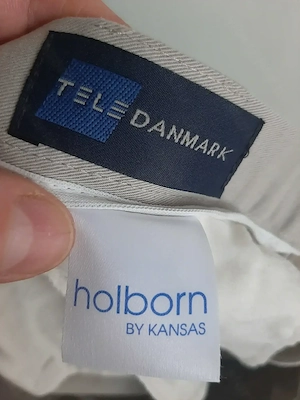 TELE DANMARK
holborn
BY KANSAS